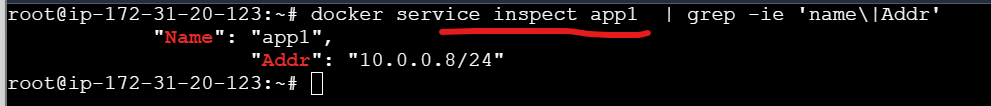 root@ip-172-31-20-123:~# docker service inspect app1  | grep -ie 'name\|Addr'
            "Name": "app1",
                    "Addr": "10.0.0.8/24"
root@ip-172-31-20-123:~#